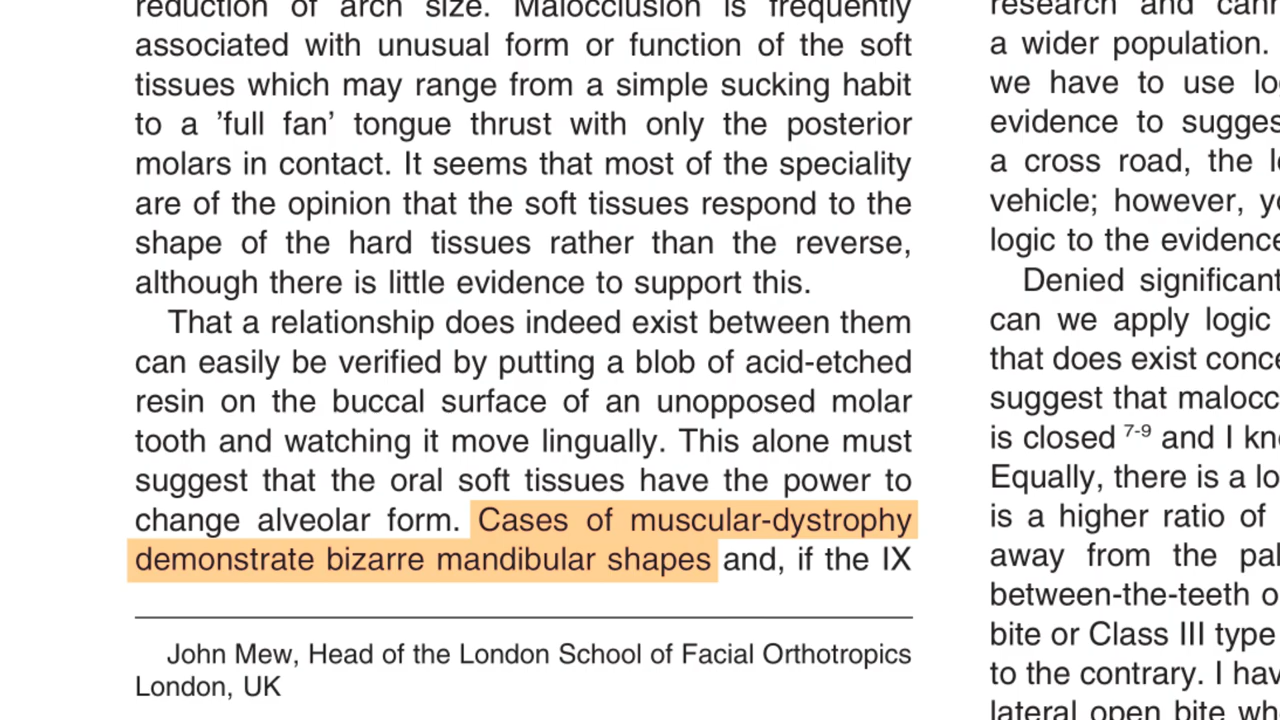 reduction of arch size. Malocclusion is frequently
associated with unusual form or function of the soft
tissues which may range from a simple sucking habit
to a ’full fan’ tongue thrust with only the posterior
molars in contact. It seems that most of the speciality
are of the opinion that the soft tissues respond to the
shape of the hard tissues rather than the reverse,
although there is little evidence to support this.
That a relationship does indeed exist between them
can easily be verified by putting a blob of acid-etched
resin on the buccal surface of an unopposed molar
tooth and watching it move lingually. This alone must
suggest that the oral soft tissues have the power to
change alveolar form. Cases of muscular-dystrophy
demonstrate bizarre mandibular shapes and, if the IX
John Mew, Head of the London School of Facial Orthotropics
London, UK
research and
a wider population.
we have to use
evidence to
a cross road, the
vehicle; however,
logic to the evidence
Denied significant
can we apply logic
that does exist
suggest that
is closed 7-9 and I
Equally, there is a
is a higher ratio of
away from the
between-the-teeth
bite or Class III type
to the contrary. I
lateral open bite